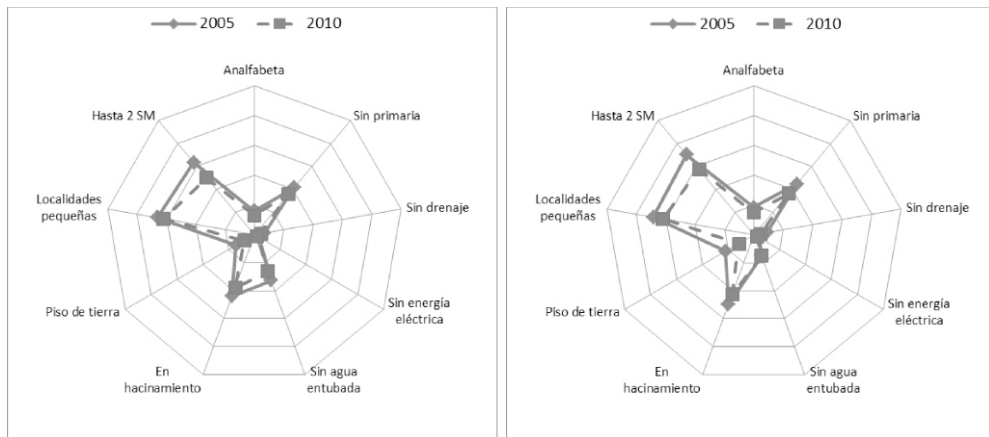 2005 2010
Analfabeta
Hasta 2 SM
Sin primaria
Localidades
pequeñas
Sin drenaje
Piso de tierra
Sin energía
eléctrica
En
hacinamiento
Sin agua
entubada
2005 2010
Analfabeta
Hasta 2 SM
Sin primaria
Localidades
pequeñas
Sin drenaje
Piso de tierra
Sin energía
eléctrica
En
hacinamiento
Sin agua
entubada